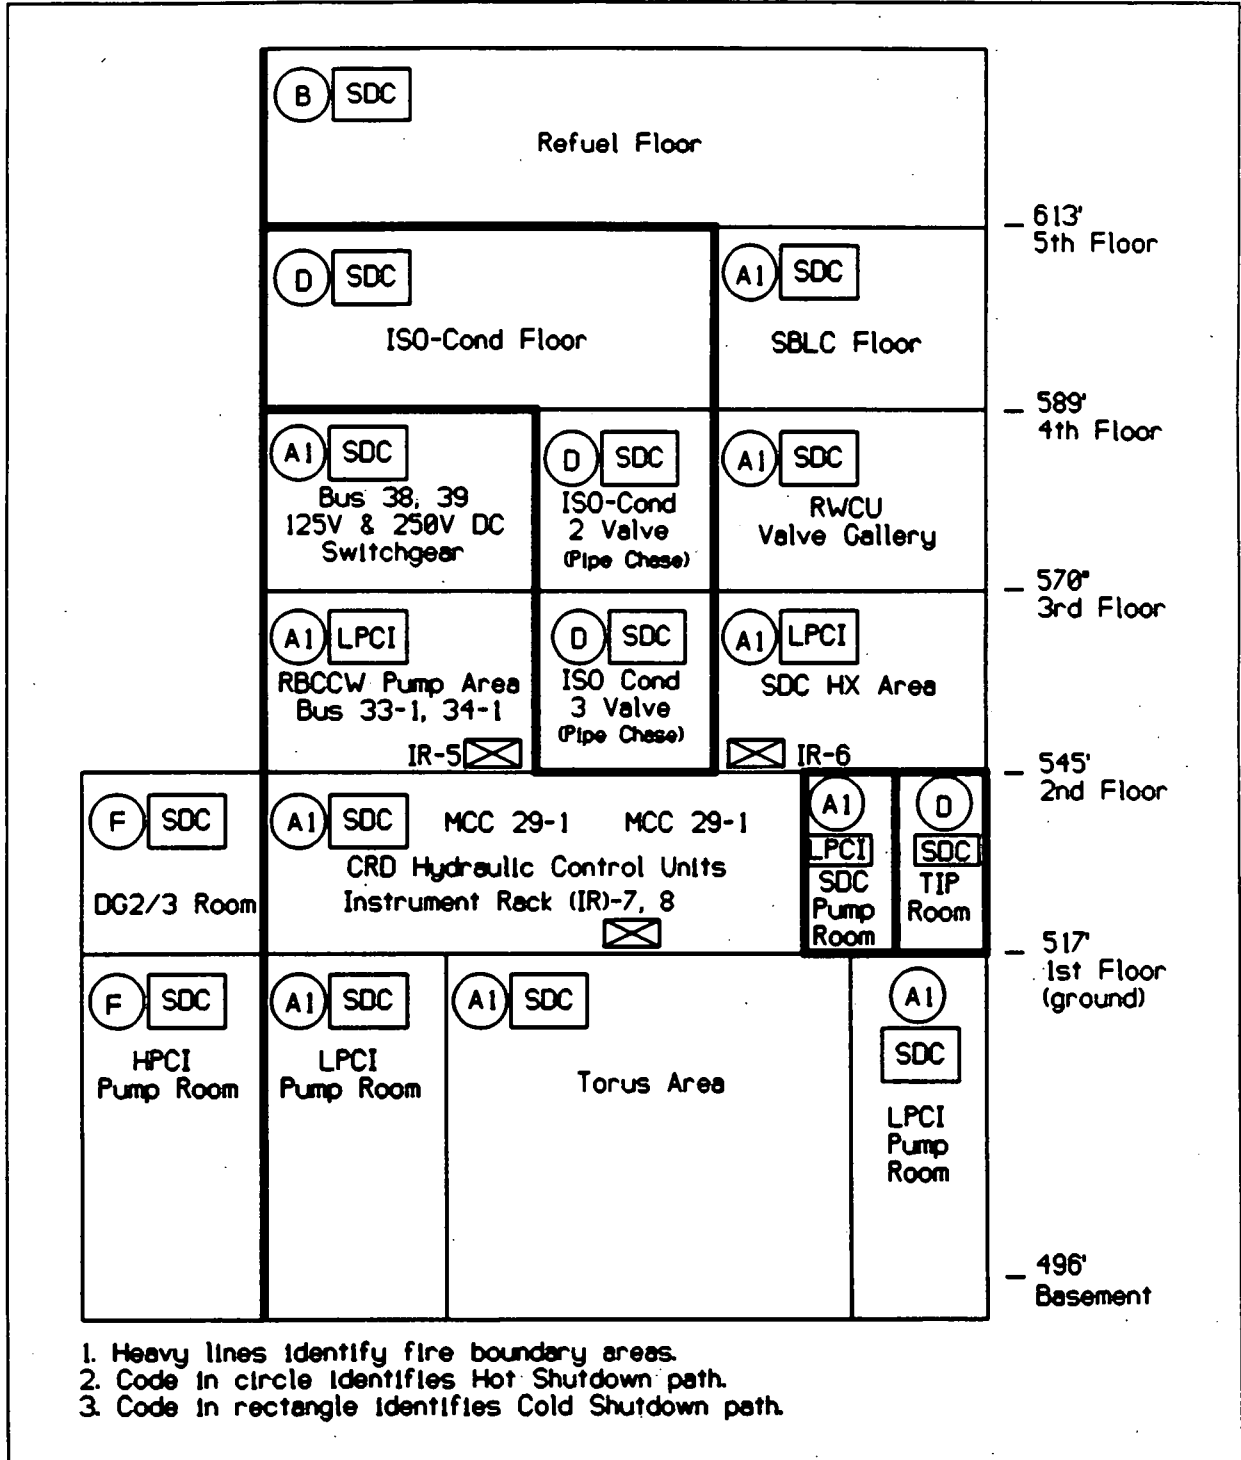 B SDC
Refuel Floor
613'
5th Floor
D SDC
ISO-Cond Floor
A1 SDC
SBLC Floor
589'
4th Floor
A1 SDC
Bus 38, 39
125V & 250V DC
Switchgear
D SDC
ISO-Cond
2 Valve
(Pipe Chase)
A1 SDC
RWCU
Valve Gallery
570"
3rd Floor
A1 LPCI
RBCCW Pump Area
Bus 33-1, 34-1
IR-5
D SDC
ISO Cond
3 Valve
(Pipe Chase)
A1 LPCI
SDC HX Area
IR-6
545'
2nd Floor
F SDC
DG2/3 Room
A1 SDC MCC 29-1 MCC 29-1
CRD Hydraulic Control Units
Instrument Rack (IR)-7, 8
A1
LPCI
SDC
Pump
Room
D
SDC
TIP
Room
517'
1st Floor
(ground)
F SDC
HPCI
Pump Room
A1 SDC
LPCI
Pump Room
A1 SDC
Torus Area
A1
SDC
LPCI
Pump
Room
496'
Basement
1. Heavy lines identify fire boundary areas.
2. Code in circle identifies Hot Shutdown path.
3. Code in rectangle identifies Cold Shutdown path.